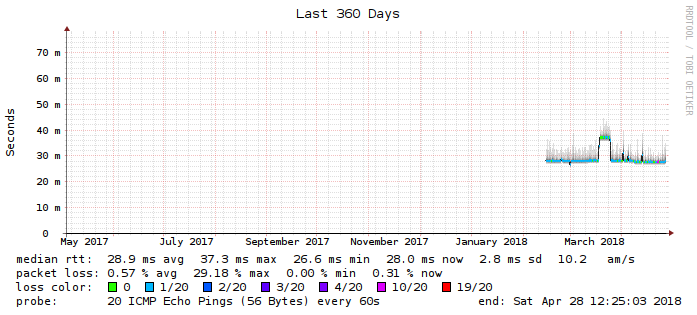 Last 360 Days
RRDTOOL / TOBI OETIKER
Seconds
70 m
60 m
50 m
40 m
30 m
20 m
10 m
0
May 2017 July 2017 September 2017 November 2017 January 2018 March 2018
median rtt: 28.9 ms avg 37.3 ms max 26.6 ms min 28.0 ms now 2.8 ms sd 10.2 am/s
packet loss: 0.57 % avg 29.18 % max 0.00 % min 0.31 % now
loss color: 0 1/20 2/20 3/20 4/20 10/20 19/20
probe: 20 ICMP Echo Pings (56 Bytes) every 60s end: Sat Apr 28 12:25:03 2018